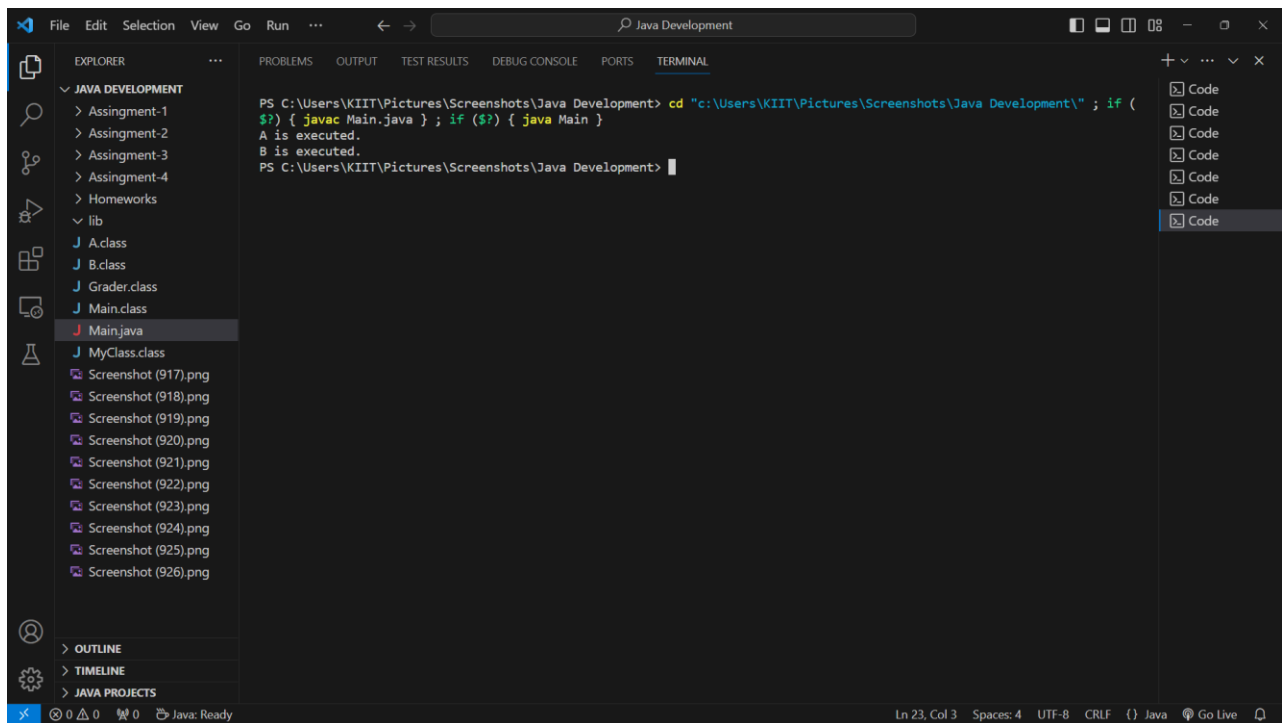 File Edit Selection View Go Run ··· ← → Java Development
EXPLORER ···
JAVA DEVELOPMENT
Assingment-1
Assingment-2
Assingment-3
Assingment-4
Homeworks
lib
J A.class
J B.class
J Grader.class
J Main.class
J Main.java
J MyClass.class
Screenshot (917).png
Screenshot (918).png
Screenshot (919).png
Screenshot (920).png
Screenshot (921).png
Screenshot (922).png
Screenshot (923).png
Screenshot (924).png
Screenshot (925).png
Screenshot (926).png
OUTLINE
TIMELINE
JAVA PROJECTS
PROBLEMS OUTPUT TEST RESULTS DEBUG CONSOLE PORTS TERMINAL
PS C:\Users\KIIT\Pictures\Screenshots\Java Development> cd "c:\Users\KIIT\Pictures\Screenshots\Java Development\" ; if (
$?) { javac Main.java } ; if ($?) { java Main }
A is executed.
B is executed.
PS C:\Users\KIIT\Pictures\Screenshots\Java Development>
Code
Code
Code
Code
Code
Code
Code
0 0 0 Java: Ready Ln 23, Col 3 Spaces: 4 UTF-8 CRLF {} Java Go Live